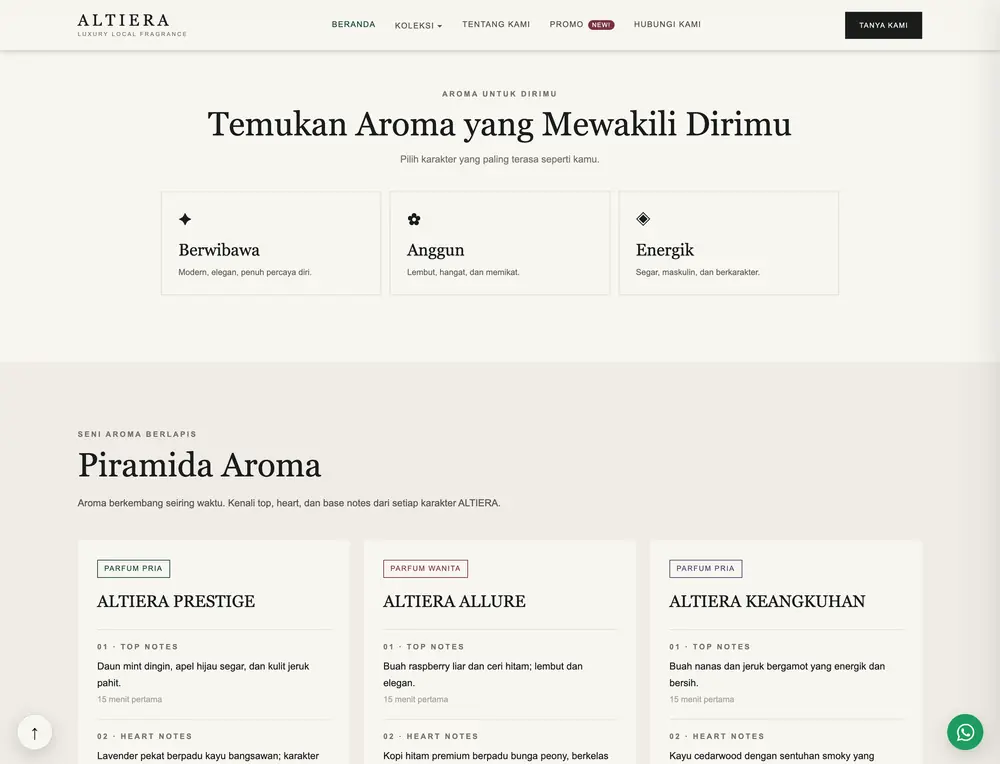 ALTIERA
LUXURY LOCAL FRAGRANCE
BERANDA
KOLEKSI
TENTANG KAMI
PROMO NEW!
HUBUNGI KAMI
TANYA KAMI
AROMA UNTUK DIRIMU
Temukan Aroma yang Mewakili Dirimu
Pilih karakter yang paling terasa seperti kamu.
Berwibawa
Modern, elegan, penuh percaya diri.
Anggun
Lembut, hangat, dan memikat.
Energik
Segar, maskulin, dan berkarakter.
SENI AROMA BERLAPIS
Piramida Aroma
Aroma berkembang seiring waktu. Kenali top, heart, dan base notes dari setiap karakter ALTIERA.
PARFUM PRIA
ALTIERA PRESTIGE
01 · TOP NOTES
Daun mint dingin, apel hijau segar, dan kulit jeruk
pahit.
15 menit pertama
02 · HEART NOTES
Lavender pekat berpadu kayu bangsawan; karakter
PARFUM WANITA
ALTIERA ALLURE
01 · TOP NOTES
Buah raspberry liar dan ceri hitam; lembut dan
elegan.
15 menit pertama
02 · HEART NOTES
Kopi hitam premium berpadu bunga peony, berkelas
PARFUM PRIA
ALTIERA KEANGKUHAN
01 · TOP NOTES
Buah nanas dan jeruk bergamot yang energik dan
bersih.
15 menit pertama
02 · HEART NOTES
Kayu cedarwood dengan sentuhan smoky yang